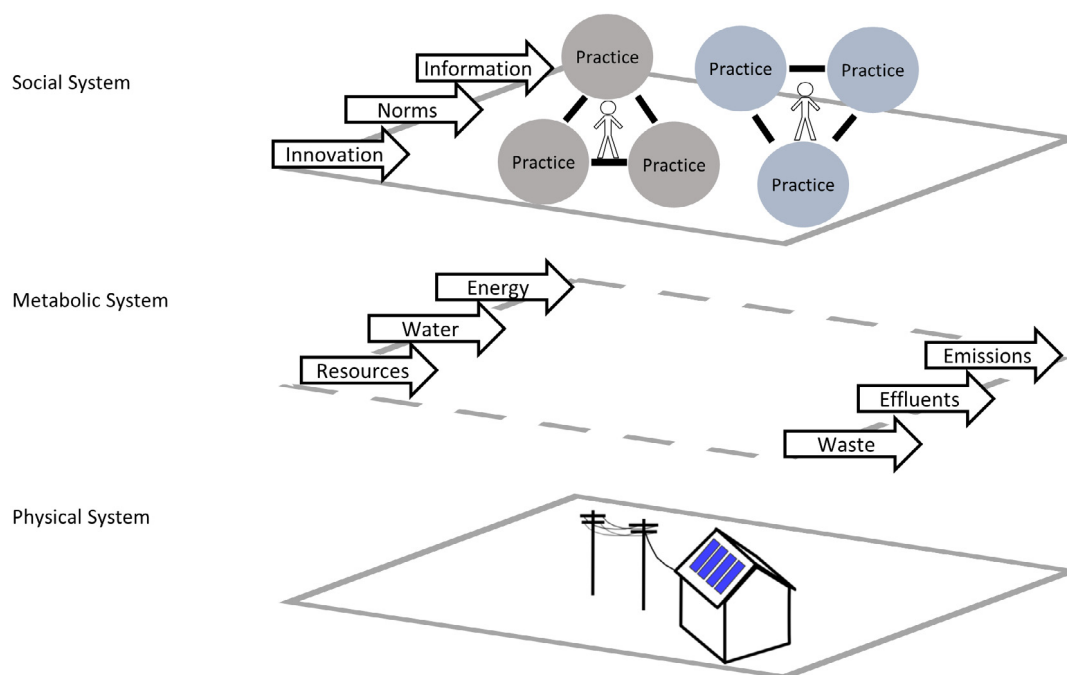 Social System
Information
Norms
Innovation
Practice
Practice
Practice
Practice
Practice
Practice
Metabolic System
Energy
Water
Resources
Emissions
Effluents
Waste
Physical System